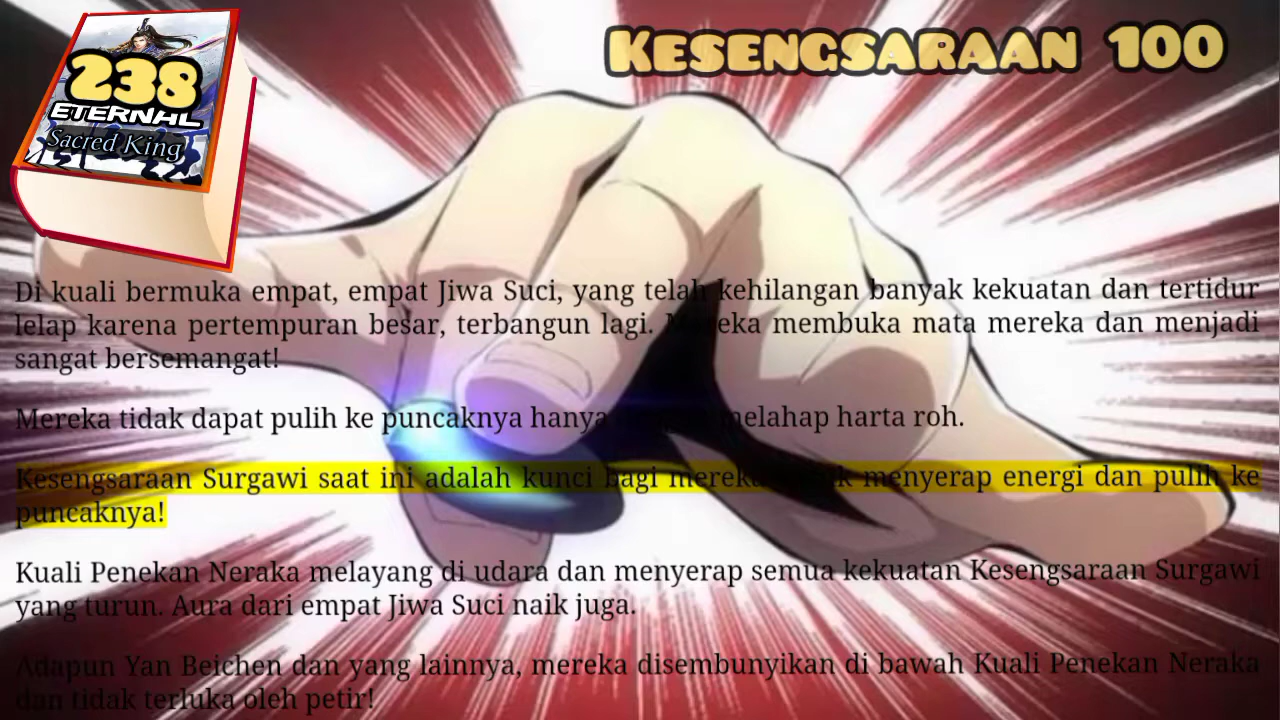 238
ETERNAL
Sacred King
KESENGSARAAN 100
Di kuali bermuka empat, empat Jiwa Suci, yang telah kehilangan banyak kekuatan dan tertidur
lelap karena pertempuran besar, terbangun lagi. Mereka membuka mata mereka dan menjadi
sangat bersemangat!
Mereka tidak dapat pulih ke puncaknya hanya melahap harta roh.
Kesengsaraan Surgawi saat ini adalah kunci bagi mereka menyerap energi dan pulih ke
puncaknya!
Kuali Penekan Neraka melayang di udara dan menyerap semua kekuatan Kesengsaraan Surgawi
yang turun. Aura dari empat Jiwa Suci naik juga.
Adapun Yan Beichen dan yang lainnya, mereka disembunyikan di bawah Kuali Penekan Neraka
dan tidak terluka oleh petir!